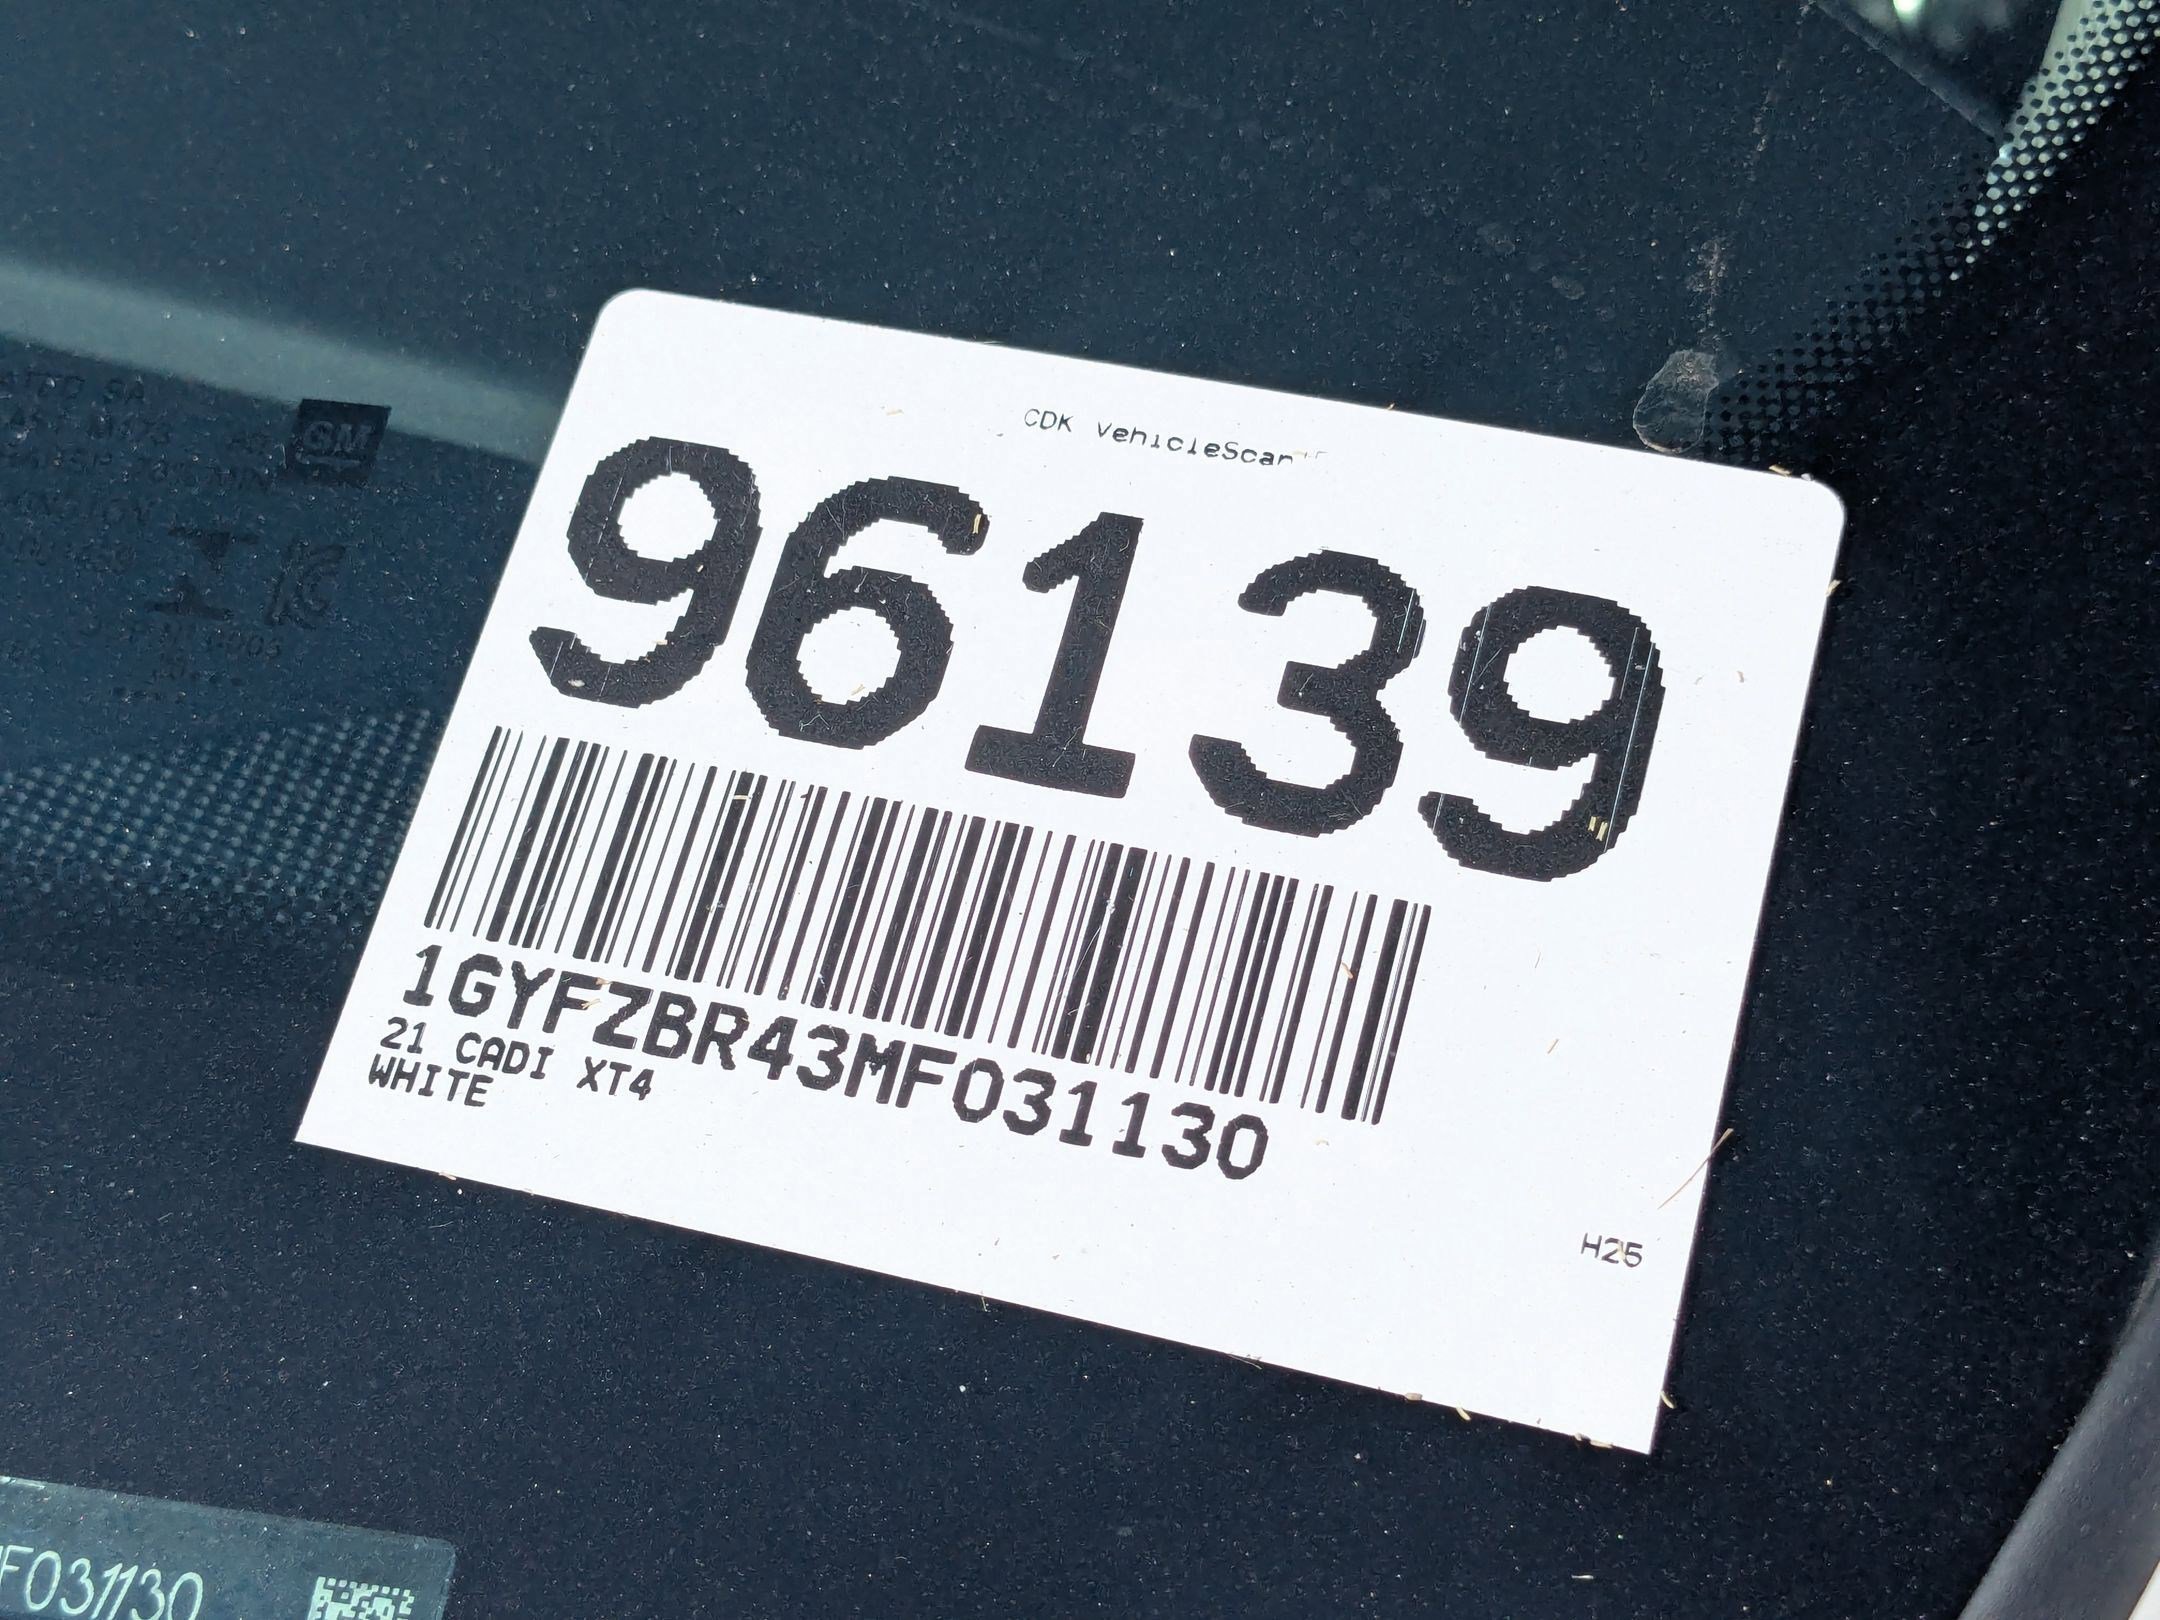 CDK VehicleScan
96139
1GYFZBR43MF031130
21 CADI XT4
WHITE
H25
GM
F031130